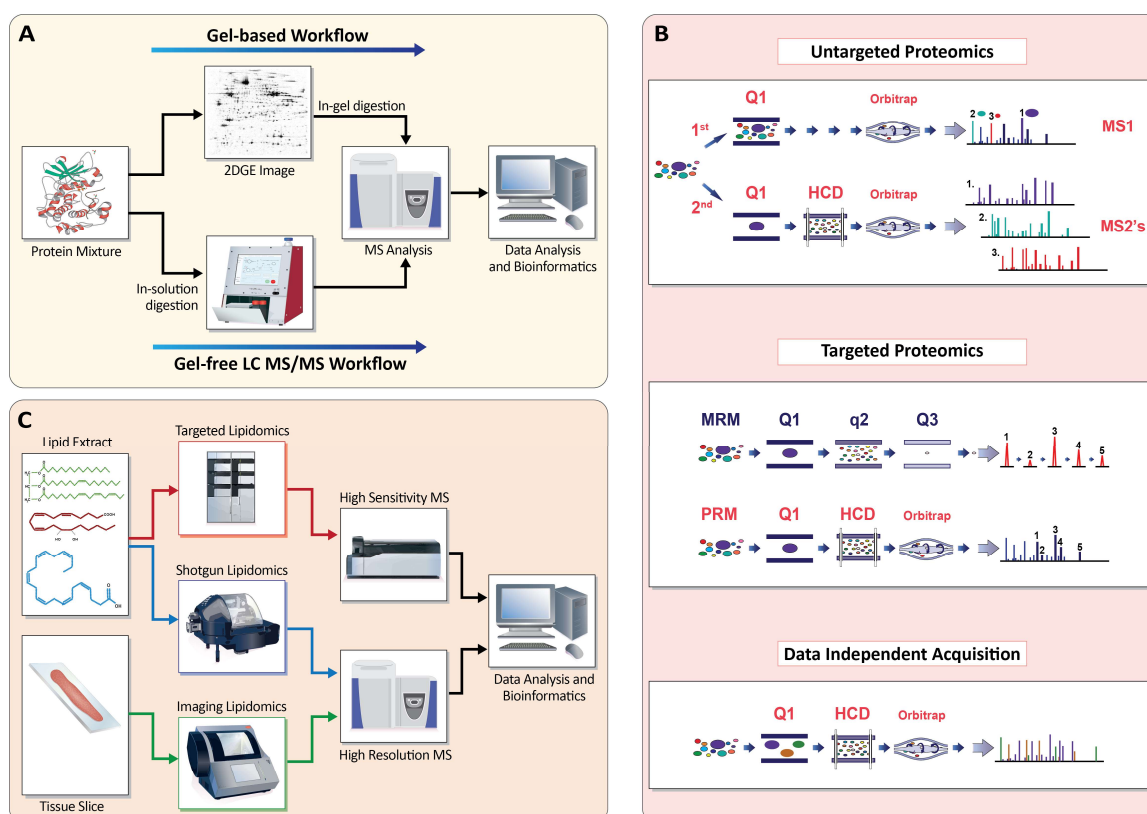 A
Gel-based Workflow
In-gel digestion
2DGE Image
Protein Mixture
MS Analysis
Data Analysis
and Bioinformatics
In-solution
digestion
Gel-free LC MS/MS Workflow
B
Untargeted Proteomics
Q1
Orbitrap
1st
2 3 1
MS1
2nd
Q1
HCD
Orbitrap
1.
2.
3.
MS2's
Targeted Proteomics
MRM
Q1
q2
Q3
1 2 3 4 5
PRM
Q1
HCD
Orbitrap
1 2 3 4 5
Data Independent Acquisition
Q1
HCD
Orbitrap
C
Lipid Extract
COOH
HO OH
O
OH
Tissue Slice
Targeted Lipidomics
Shotgun Lipidomics
Imaging Lipidomics
High Sensitivity MS
High Resolution MS
Data Analysis and
Bioinformatics